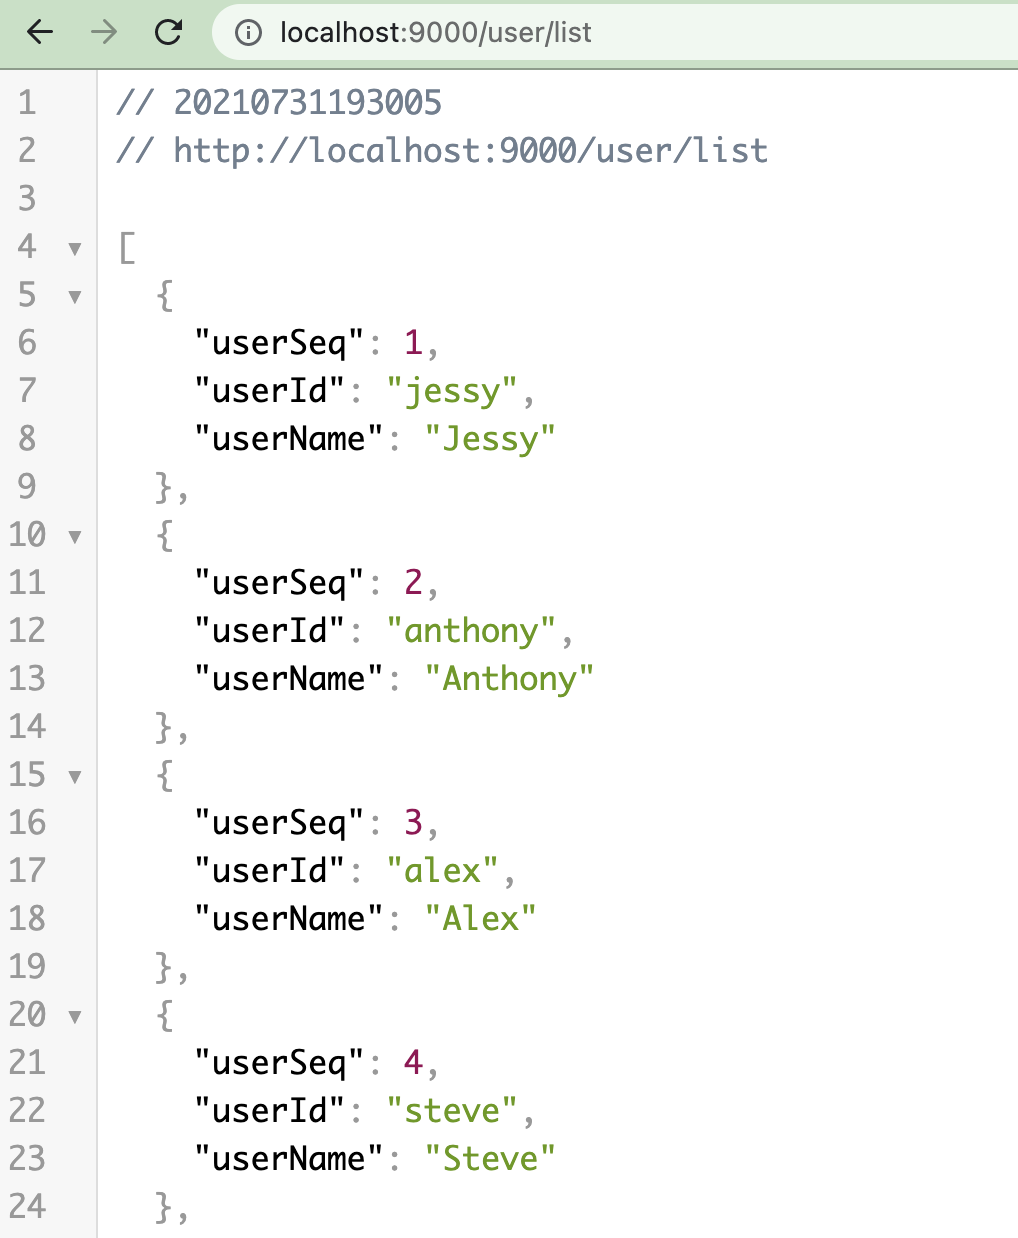 localhost:9000/user/list
1 // 20210731193005
2 // http://localhost:9000/user/list
3
4 ▼ [
5 ▼ {
6 "userSeq": 1,
7 "userId": "jessy",
8 "userName": "Jessy"
9 },
10 ▼ {
11 "userSeq": 2,
12 "userId": "anthony",
13 "userName": "Anthony"
14 },
15 ▼ {
16 "userSeq": 3,
17 "userId": "alex",
18 "userName": "Alex"
19 },
20 ▼ {
21 "userSeq": 4,
22 "userId": "steve",
23 "userName": "Steve"
24 },